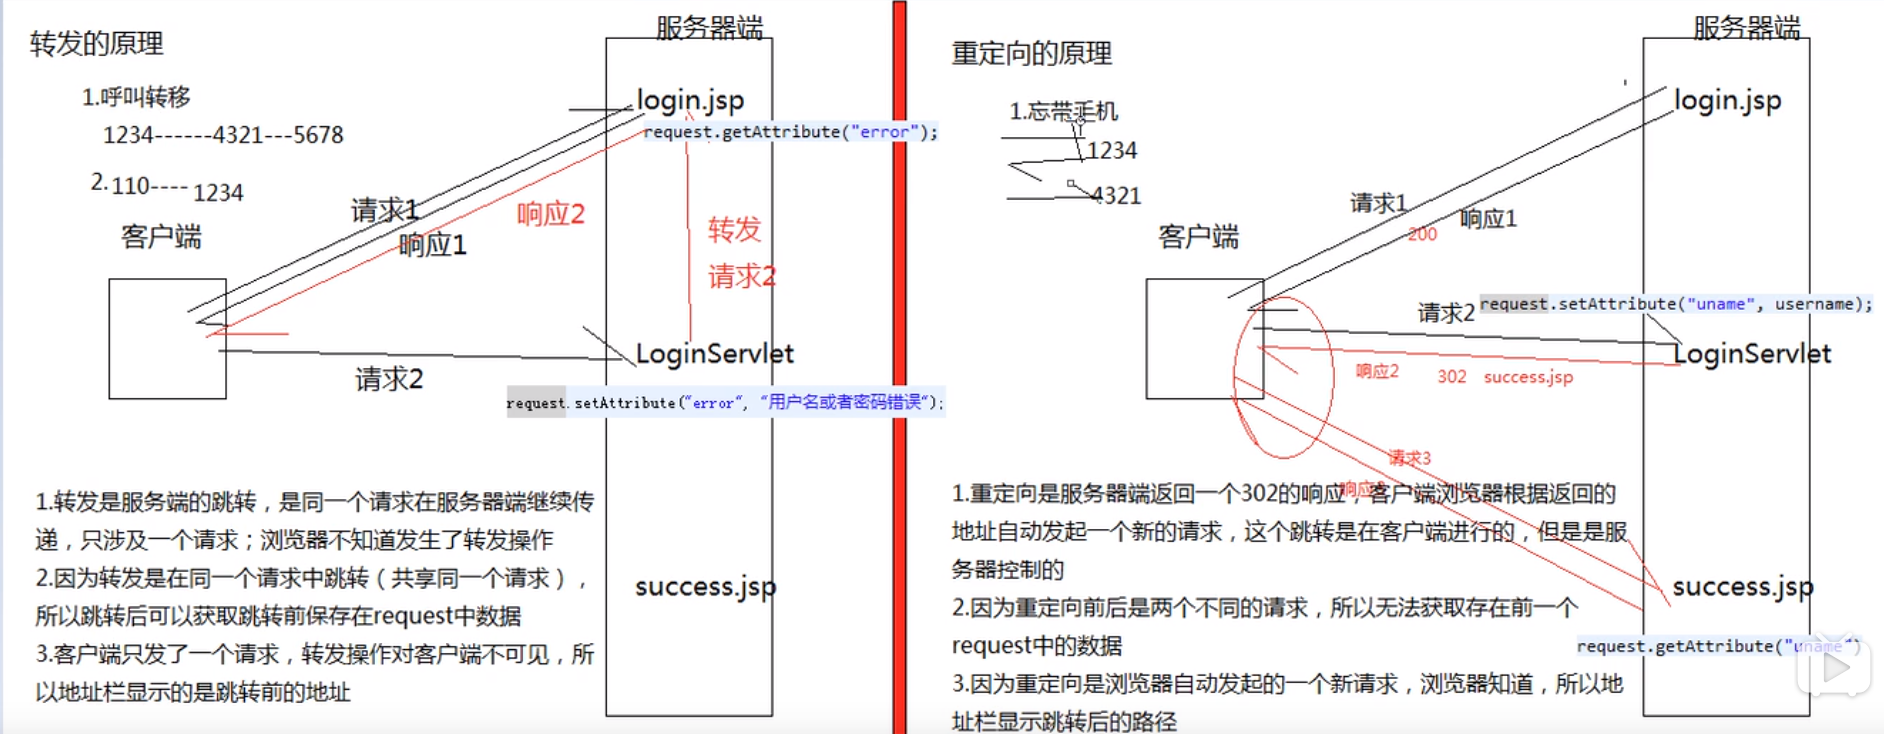 转发的原理
服务器端
1.呼叫转移
1234------4321---5678
2.110----1234
客户端
login.jsp
request.getAttribute("error");
请求1
响应1
响应2
转发
请求2
请求2
LoginServlet
request.setAttribute("error", "用户名或者密码错误");
1.转发是服务端的跳转，是同一个请求在服务器端继续传
递，只涉及一个请求；浏览器不知道发生了转发操作
2.因为转发是在同一个请求中跳转（共享同一个请求），
所以跳转后可以获取跳转前保存在request中数据
3.客户端只发了一个请求，转发操作对客户端不可见，所
以地址栏显示的是跳转前的地址
success.jsp
重定向的原理
服务器端
1.忘带手机
1234
4321
客户端
login.jsp
请求1
响应1
200
请求2
request.setAttribute("uname", username);
LoginServlet
响应2
302 success.jsp
请求3
1.重定向是服务器端返回一个302的响应，客户端浏览器根据返回的
地址自动发起一个新的请求，这个跳转是在客户端进行的，但是是服
务器控制的
2.因为重定向前后是两个不同的请求，所以无法获取存在前一个
request中的数据
3.因为重定向是浏览器自动发起的一个新请求，浏览器知道，所以地
址栏显示跳转后的路径
success.jsp
request.getAttribute("uname")